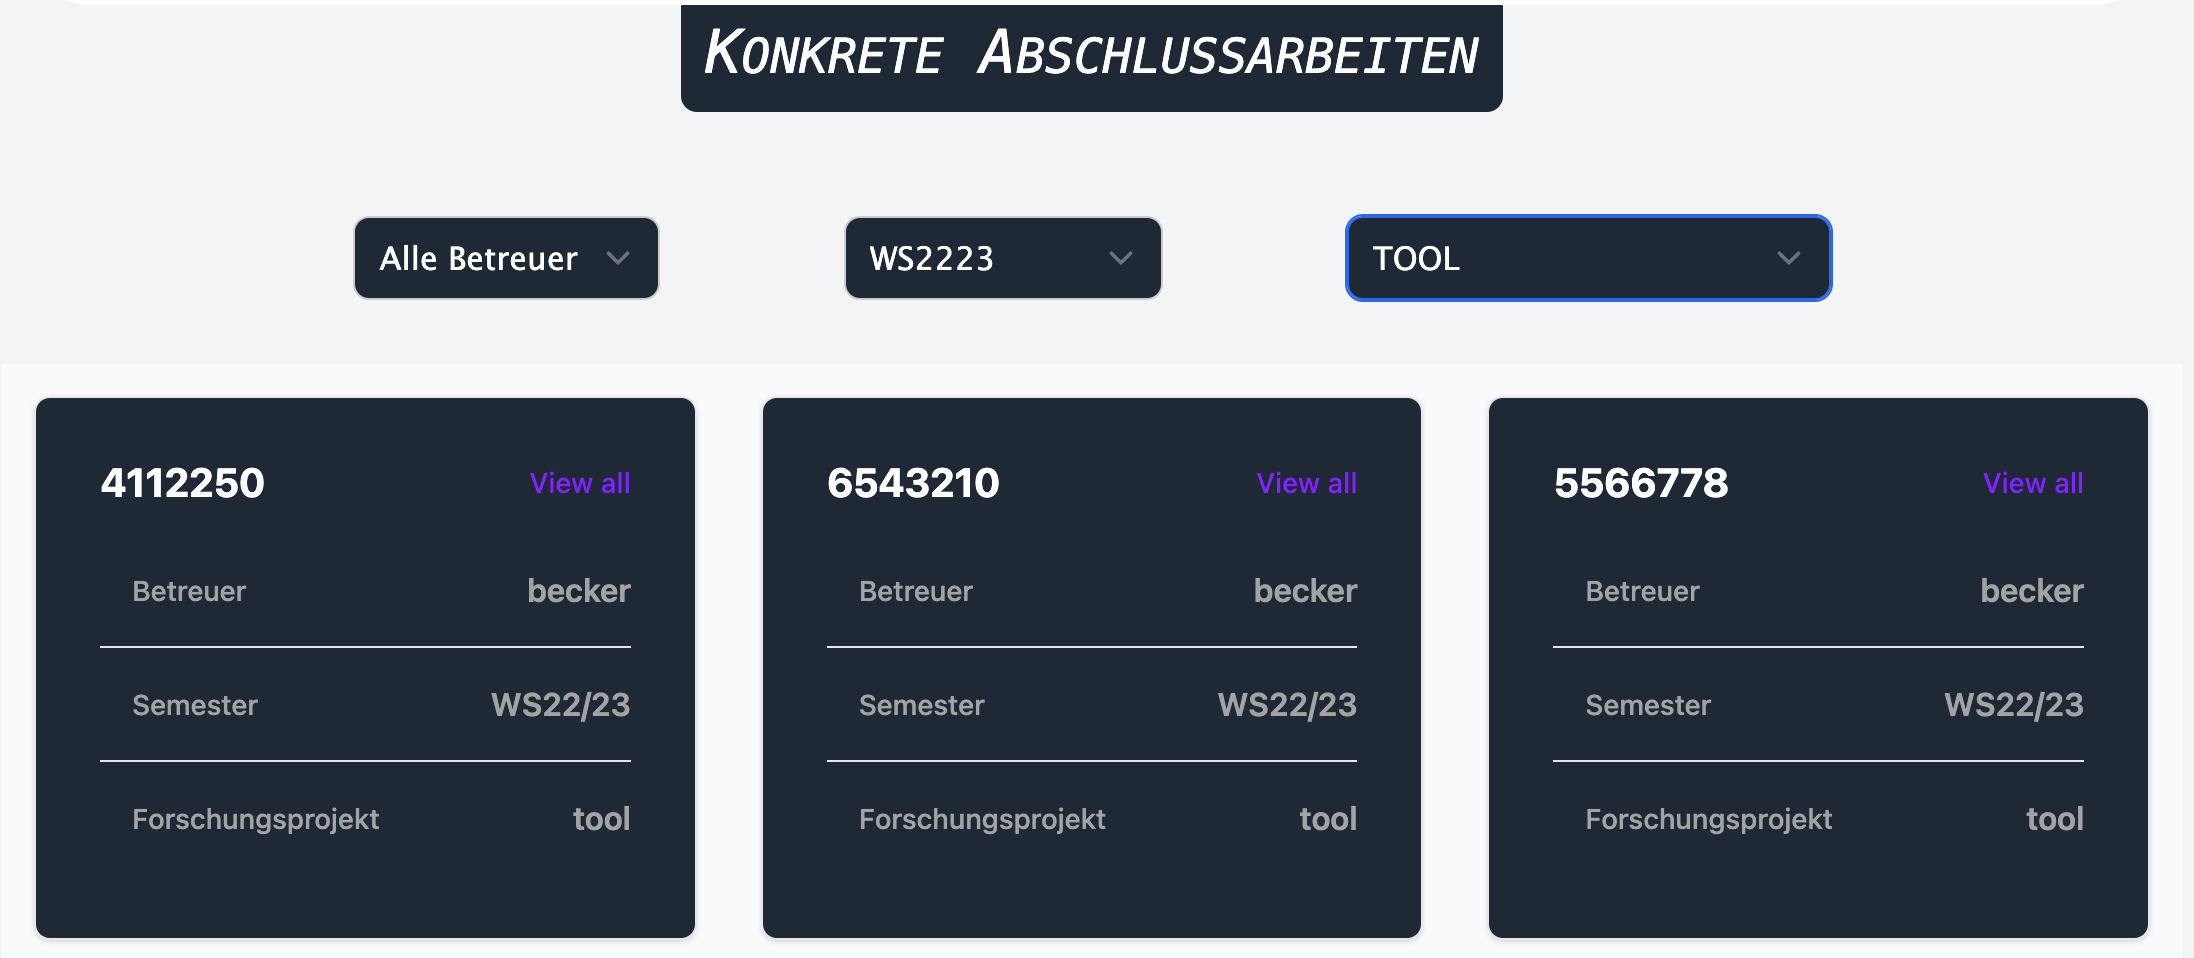 Konkrete Abschlussarbeiten
Alle Betreuer
WS2223
TOOL
4112250 View all
Betreuer becker
Semester WS22/23
Forschungsprojekt tool
6543210 View all
Betreuer becker
Semester WS22/23
Forschungsprojekt tool
5566778 View all
Betreuer becker
Semester WS22/23
Forschungsprojekt tool